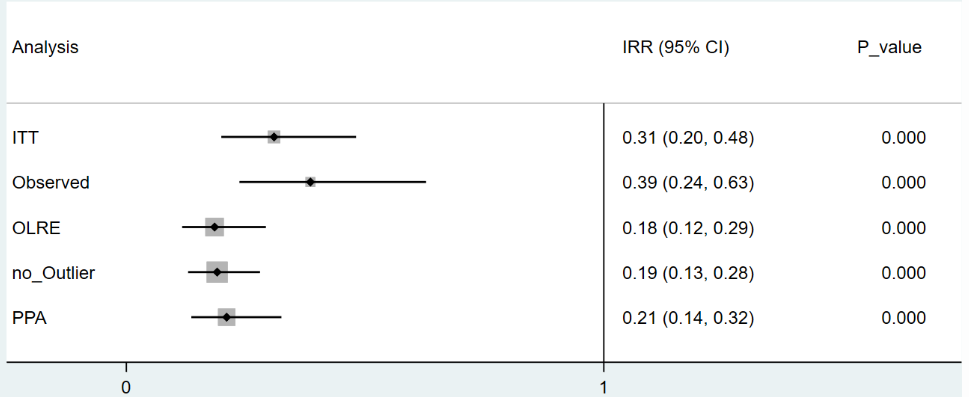 Analysis IRR (95% CI) P_value
ITT 0.31 (0.20, 0.48) 0.000
Observed 0.39 (0.24, 0.63) 0.000
OLRE 0.18 (0.12, 0.29) 0.000
no_Outlier 0.19 (0.13, 0.28) 0.000
PPA 0.21 (0.14, 0.32) 0.000
0 1